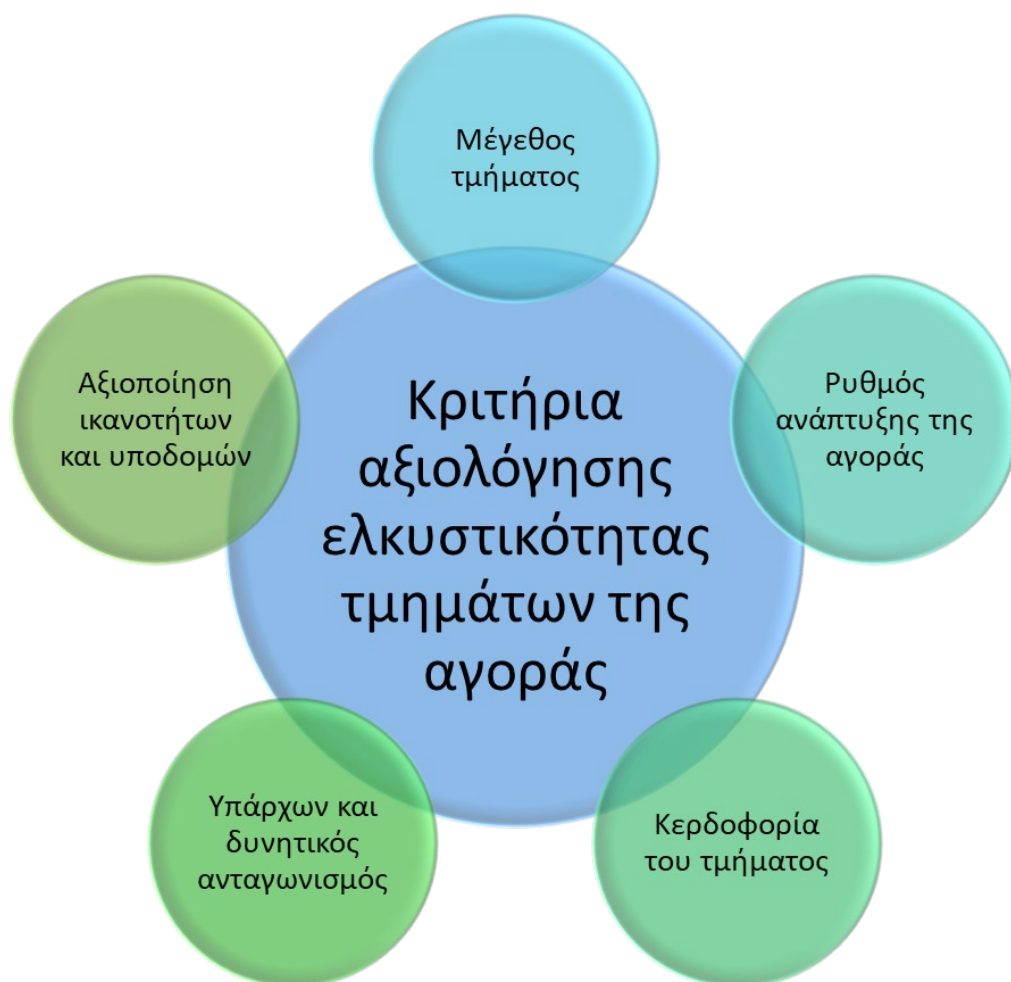 Μέγεθος
τμήματος
Ρυθμός
ανάπτυξης της
αγοράς
Κερδοφορία
του τμήματος
Υπάρχων και
δυνητικός
ανταγωνισμός
Αξιοποίηση
ικανοτήτων
και υποδομών
Κριτήρια
αξιολόγησης
ελκυστικότητας
τμημάτων της
αγοράς